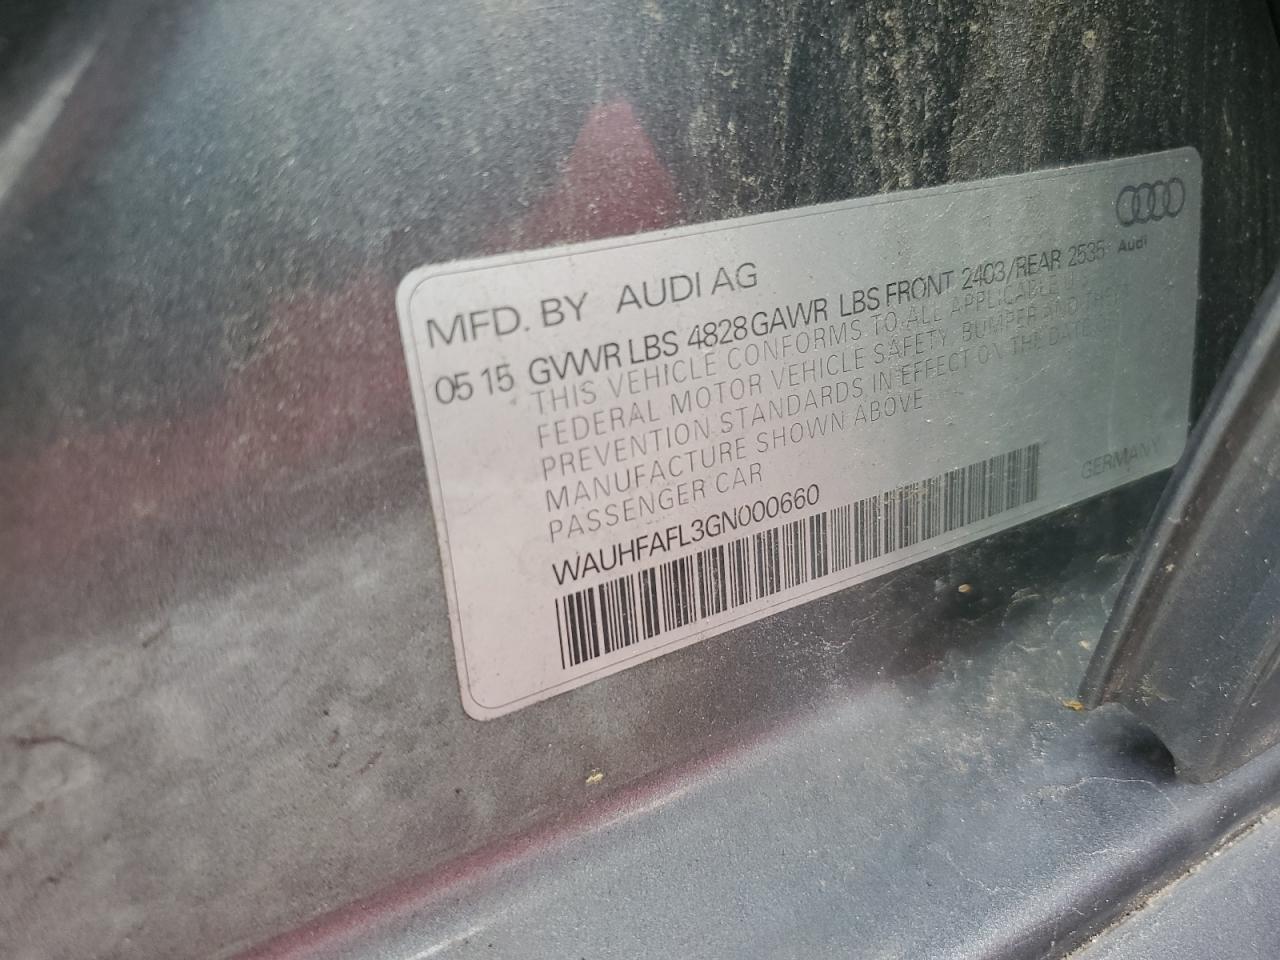 Audi
MFD. BY AUDI AG
05 15 GVWR LBS 4828 GAWR LBS FRONT 2403/REAR 2535
THIS VEHICLE CONFORMS TO ALL APPLICABLE U.S.
FEDERAL MOTOR VEHICLE SAFETY, BUMPER AND THEFT
PREVENTION STANDARDS IN EFFECT ON THE DATE OF
MANUFACTURE SHOWN ABOVE
PASSENGER CAR
WAUHFAFL3GN000660
GERMANY